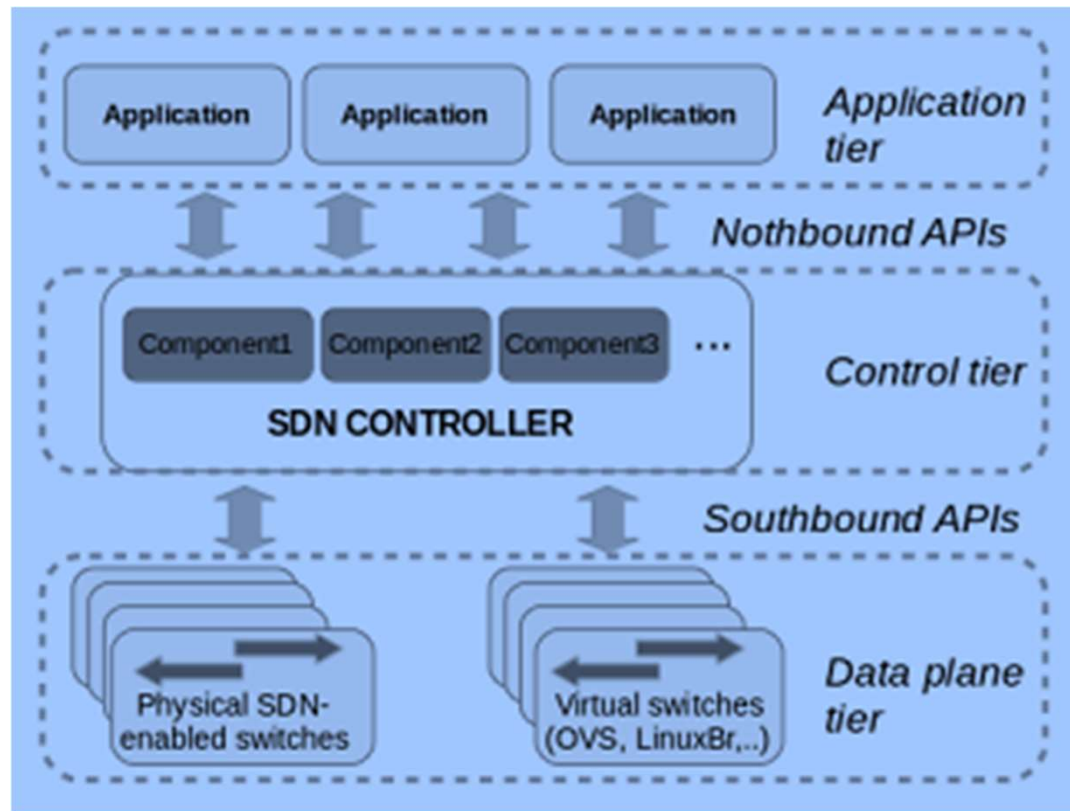 Application
Application
Application
Application
tier
Nothbound APIs
Component1
Component2
Component3
...
SDN CONTROLLER
Control tier
Southbound APIs
Physical SDN-
enabled switches
Virtual switches
(OVS, LinuxBr,..)
Data plane
tier